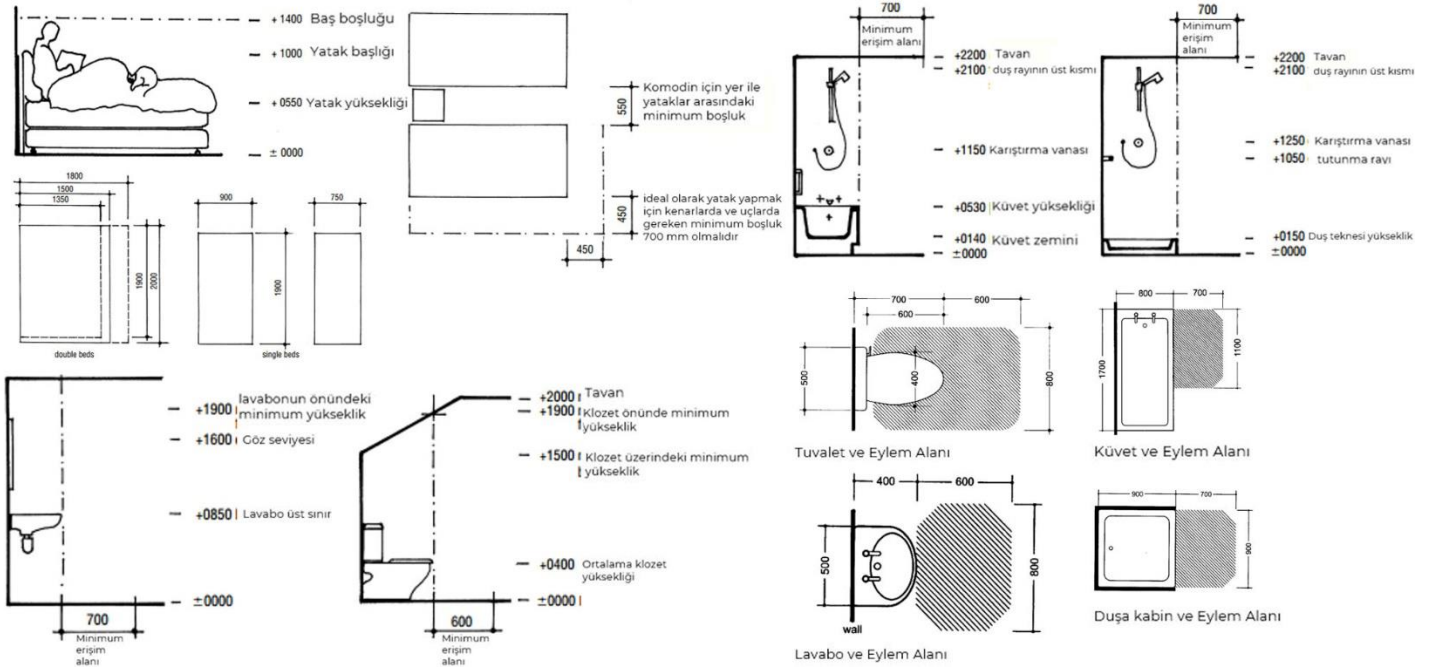 + 1400 Baş boşluğu
+ 1000 Yatak başlığı
+ 0550 Yatak yüksekliği
± 0000
1800
1500
1350
1900
2000
double beds
900
1900
750
single beds
550
Komodin için yer ile
yataklar arasındaki
minimum boşluk
450
ideal olarak yatak yapmak
için kenarlarda ve uçlarda
gereken minimum boşluk
700 mm olmalıdır
450
700
Minimum
erişim
alanı
+2200 Tavan
+2100 duş rayının üst kısmı
+1150 Karıştırma vanası
+0530 Küvet yüksekliği
+0140 Küvet zemini
±0000
700
Minimum
erişim
alanı
+2200 Tavan
+2100 duş rayının üst kısmı
+1250 Karıştırma vanası
+1050 tutunma ravı
+0150 Duş teknesi yükseklik
±0000
+1900 lavabonun önündeki
minimum yükseklik
+1600 Göz seviyesi
+0850 Lavabo üst sınır
±0000
700
Minimum
erişim
alanı
+2000 Tavan
+1900 Klozet önünde minimum
yükseklik
+1500 Klozet üzerindeki minimum
yükseklik
+0400 Ortalama klozet
yüksekliği
±0000
600
Minimum
erişim
alanı
700
600
600
500
400
800
Tuvalet ve Eylem Alanı
800
700
1700
1100
Küvet ve Eylem Alanı
400
600
500
800
wall
Lavabo ve Eylem Alanı
900
700
900
Duşa kabin ve Eylem Alanı